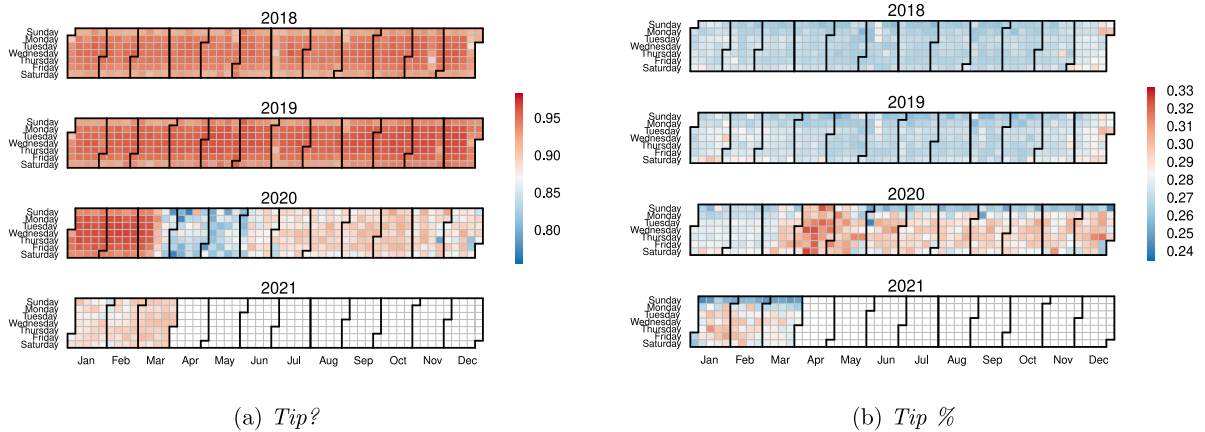 2018
Sunday
Monday
Tuesday
Wednesday
Thursday
Friday
Saturday
2019
Sunday
Monday
Tuesday
Wednesday
Thursday
Friday
Saturday
2020
Sunday
Monday
Tuesday
Wednesday
Thursday
Friday
Saturday
2021
Sunday
Monday
Tuesday
Wednesday
Thursday
Friday
Saturday
Jan Feb Mar Apr May Jun Jul Aug Sep Oct Nov Dec
0.95
0.90
0.85
0.80
(a) Tip?
2018
Sunday
Monday
Tuesday
Wednesday
Thursday
Friday
Saturday
2019
Sunday
Monday
Tuesday
Wednesday
Thursday
Friday
Saturday
2020
Sunday
Monday
Tuesday
Wednesday
Thursday
Friday
Saturday
2021
Sunday
Monday
Tuesday
Wednesday
Thursday
Friday
Saturday
Jan Feb Mar Apr May Jun Jul Aug Sep Oct Nov Dec
0.33
0.32
0.31
0.30
0.29
0.28
0.27
0.26
0.25
0.24
(b) Tip %